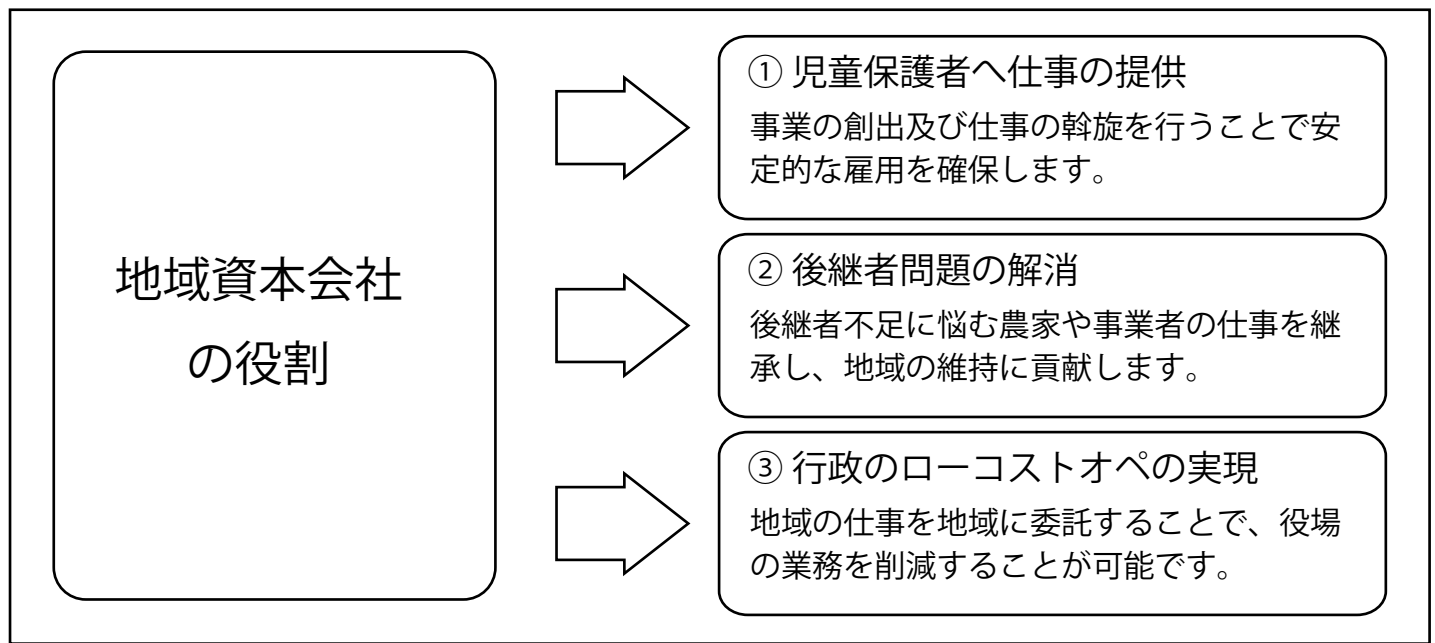 地域資本会社
の役割
① 児童保護者へ仕事の提供
事業の創出及び仕事の斡旋を行うことで安
定的な雇用を確保します。
② 後継者問題の解消
後継者不足に悩む農家や事業者の仕事を継
承し、地域の維持に貢献します。
③ 行政のローコストオペの実現
地域の仕事を地域に委託することで、役場
の業務を削減することが可能です。